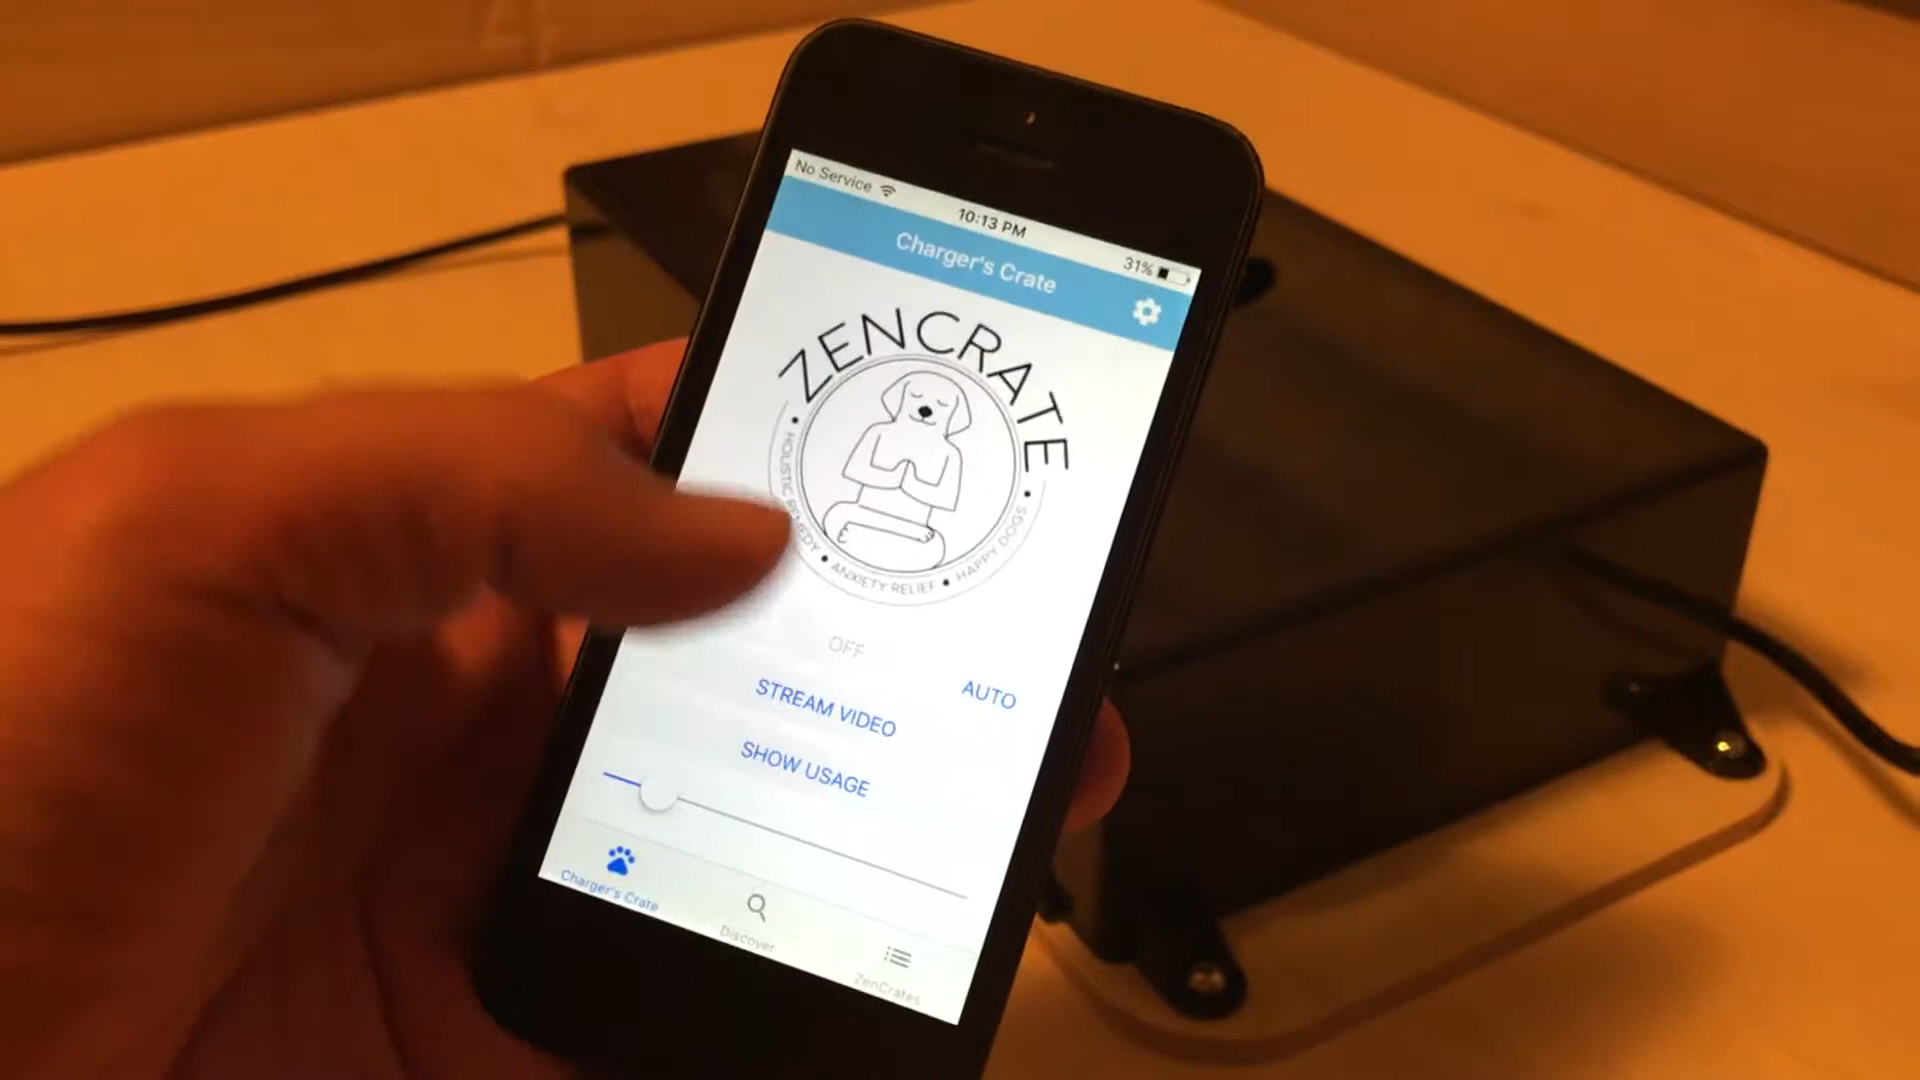 No Service
10:13 PM
31%
Charger's Crate
ZENCRATE
• HOLISTIC REMEDY • ANXIETY RELIEF • HAPPY DOGS •
OFF
AUTO
STREAM VIDEO
SHOW USAGE
Charger's Crate
Discover
ZenCrates